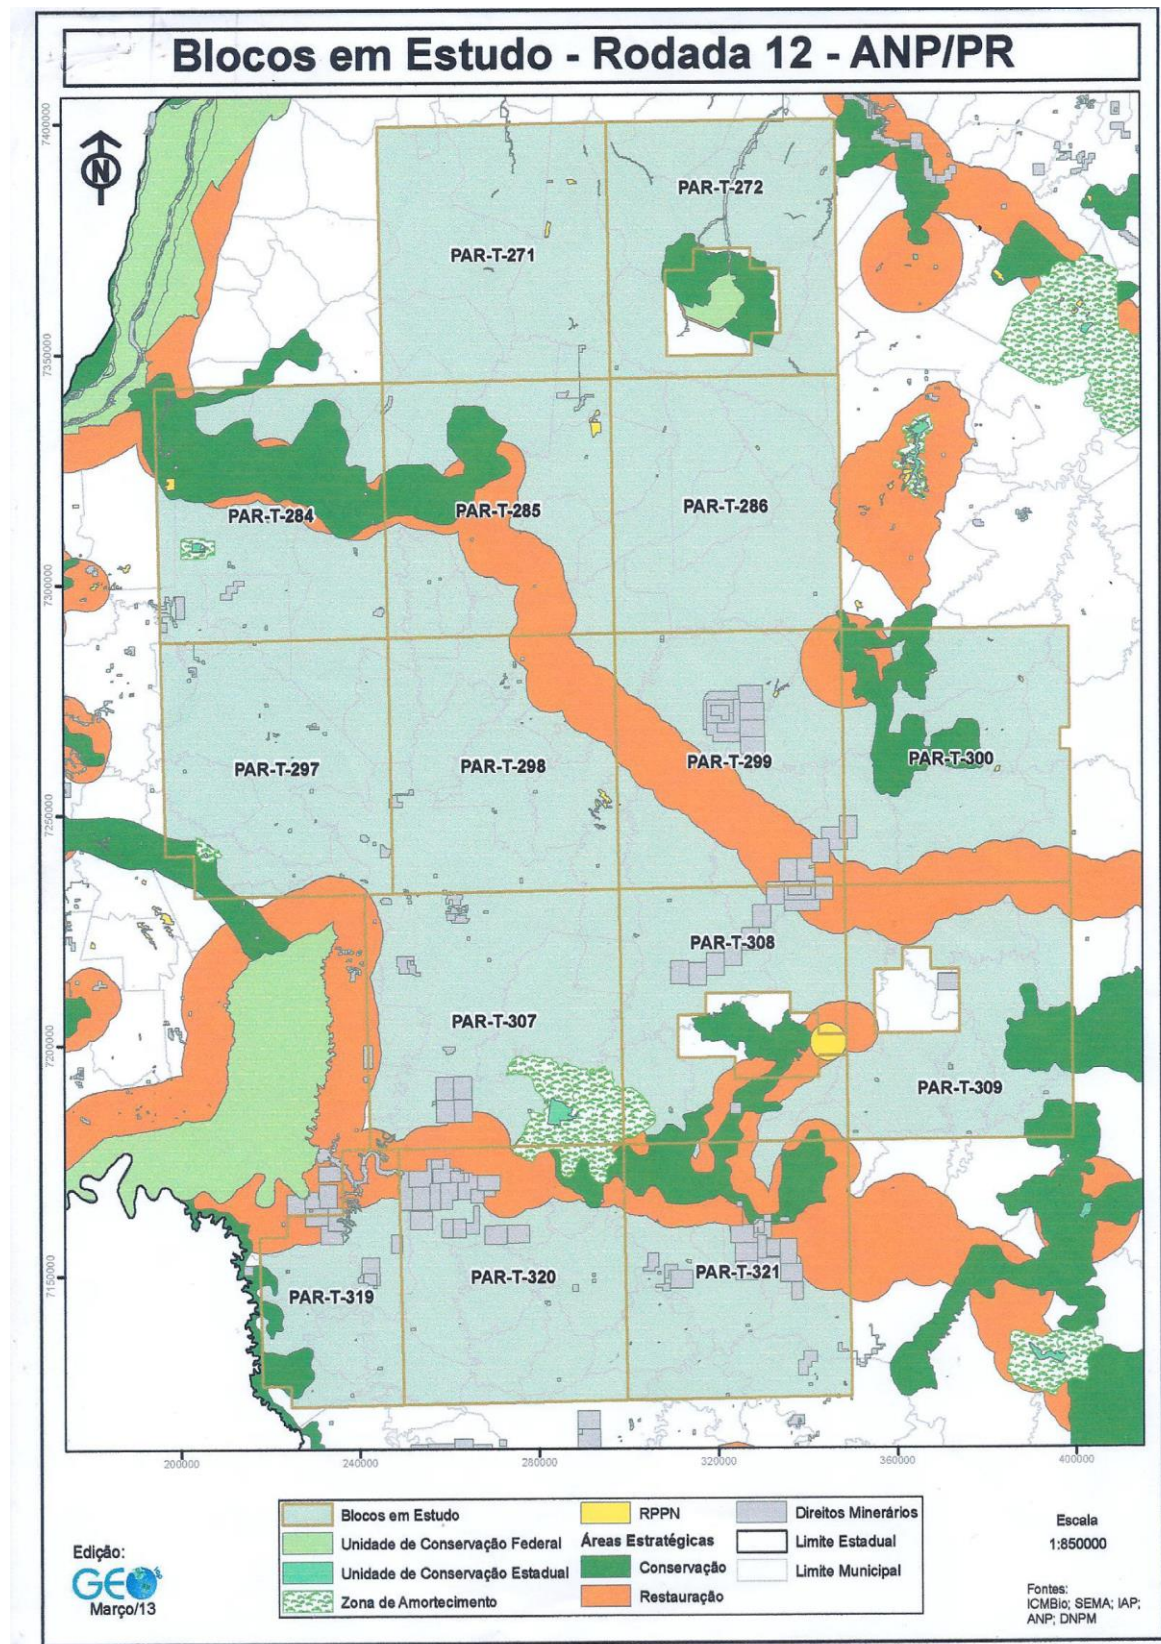 Blocos em Estudo - Rodada 12 - ANP/PR
7400000
7350000
7300000
7250000
7200000
7150000
N
PAR-T-272
PAR-T-271
PAR-T-284
PAR-T-285
PAR-T-286
PAR-T-297
PAR-T-298
PAR-T-299
PAR-T-300
PAR-T-308
PAR-T-307
PAR-T-309
PAR-T-319
PAR-T-320
PAR-T-321
200000
240000
280000
320000
360000
400000
Blocos em Estudo
Unidade de Conservação Federal
Unidade de Conservação Estadual
Zona de Amortecimento
RPPN
Áreas Estratégicas
Conservação
Restauração
Direitos Minerários
Limite Estadual
Limite Municipal
Edição:
GEO
Março/13
Escala
1:850000
Fontes:
ICMBio; SEMA; IAP;
ANP; DNPM